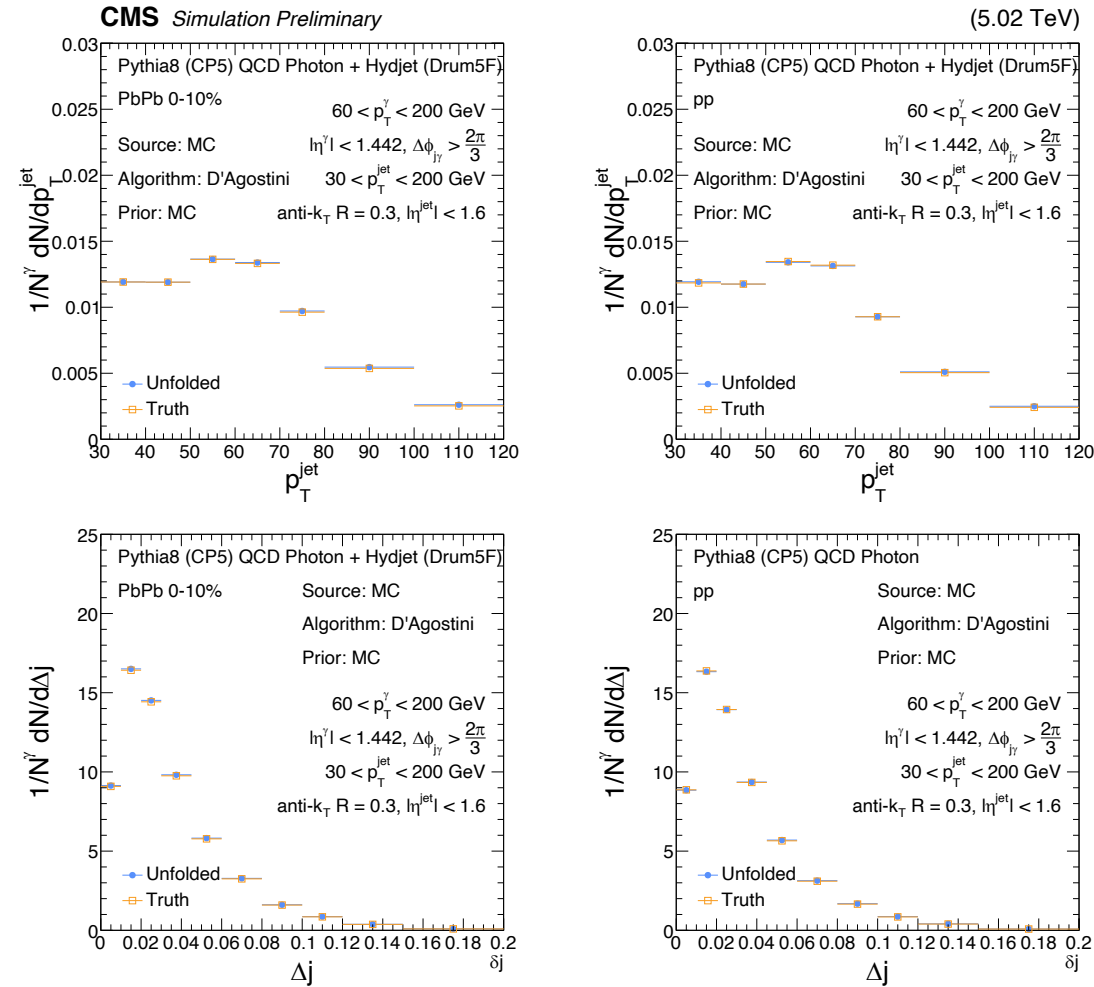 CMS Simulation Preliminary (5.02 TeV)
Pythia8 (CP5) QCD Photon + Hydjet (Drum5F)
PbPb 0-10%
60 < p_T^γ < 200 GeV
Source: MC
|η^γ| < 1.442, Δφ_jγ > 2π/3
Algorithm: D'Agostini
30 < p_T^jet < 200 GeV
Prior: MC
anti-k_T R = 0.3, |η^jet| < 1.6
Unfolded
Truth
1/N^γ dN/dp_T^jet
0.03
0.025
0.02
0.015
0.01
0.005
0
30 40 50 60 70 80 90 100 110 120
p_T^jet
Pythia8 (CP5) QCD Photon + Hydjet (Drum5F)
pp
60 < p_T^γ < 200 GeV
Source: MC
|η^γ| < 1.442, Δφ_jγ > 2π/3
Algorithm: D'Agostini
30 < p_T^jet < 200 GeV
Prior: MC
anti-k_T R = 0.3, |η^jet| < 1.6
Unfolded
Truth
1/N^γ dN/dp_T^jet
0.03
0.025
0.02
0.015
0.01
0.005
0
30 40 50 60 70 80 90 100 110 120
p_T^jet
Pythia8 (CP5) QCD Photon + Hydjet (Drum5F)
PbPb 0-10%
Source: MC
Algorithm: D'Agostini
Prior: MC
60 < p_T^γ < 200 GeV
|η^γ| < 1.442, Δφ_jγ > 2π/3
30 < p_T^jet < 200 GeV
anti-k_T R = 0.3, |η^jet| < 1.6
Unfolded
Truth
1/N^γ dN/dΔj
25
20
15
10
5
0
0 0.02 0.04 0.06 0.08 0.1 0.12 0.14 0.16 0.18 0.2
δj
Δj
Pythia8 (CP5) QCD Photon
pp
Source: MC
Algorithm: D'Agostini
Prior: MC
60 < p_T^γ < 200 GeV
|η^γ| < 1.442, Δφ_jγ > 2π/3
30 < p_T^jet < 200 GeV
anti-k_T R = 0.3, |η^jet| < 1.6
Unfolded
Truth
1/N^γ dN/dΔj
25
20
15
10
5
0
0 0.02 0.04 0.06 0.08 0.1 0.12 0.14 0.16 0.18 0.2
δj
Δj